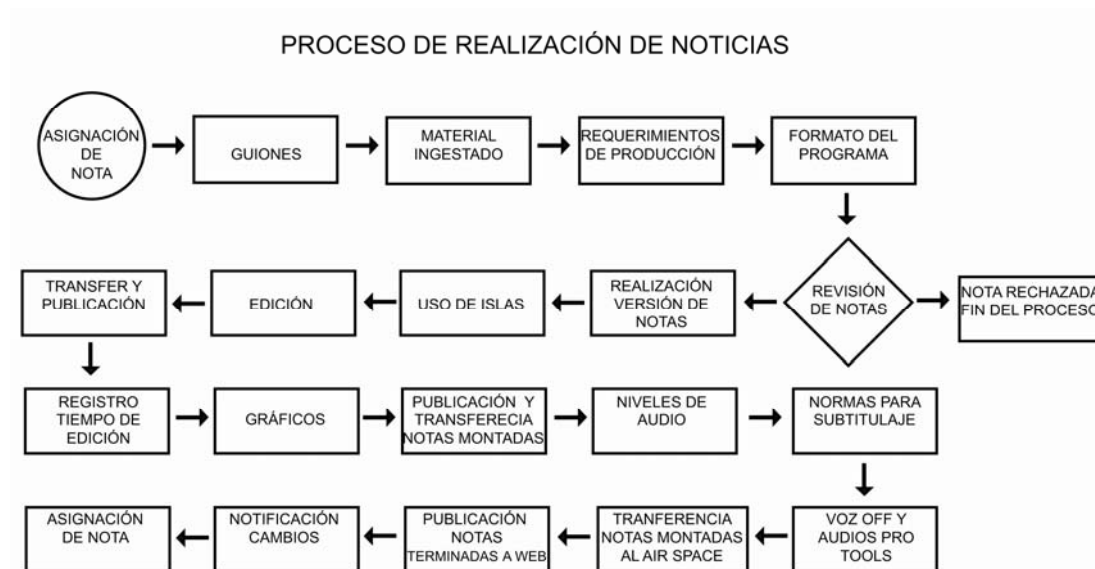 PROCESO DE REALIZACIÓN DE NOTICIAS
ASIGNACIÓN
DE
NOTA
GUIONES
MATERIAL
INGESTADO
REQUERIMIENTOS
DE PRODUCCIÓN
FORMATO DEL
PROGRAMA
TRANSFER Y
PUBLICACIÓN
EDICIÓN
USO DE ISLAS
REALIZACIÓN
VERSIÓN DE
NOTAS
REVISIÓN
DE NOTAS
NOTA RECHAZADA
FIN DEL PROCESO
REGISTRO
TIEMPO DE
EDICIÓN
GRÁFICOS
PUBLICACIÓN Y
TRANSFERECIA
NOTAS MONTADAS
NIVELES DE
AUDIO
NORMAS PARA
SUBTITULAJE
ASIGNACIÓN
DE NOTA
NOTIFICACIÓN
CAMBIOS
PUBLICACIÓN
NOTAS
TERMINADAS A WEB
TRANFERENCIA
NOTAS MONTADAS
AL AIR SPACE
VOZ OFF Y
AUDIOS PRO
TOOLS